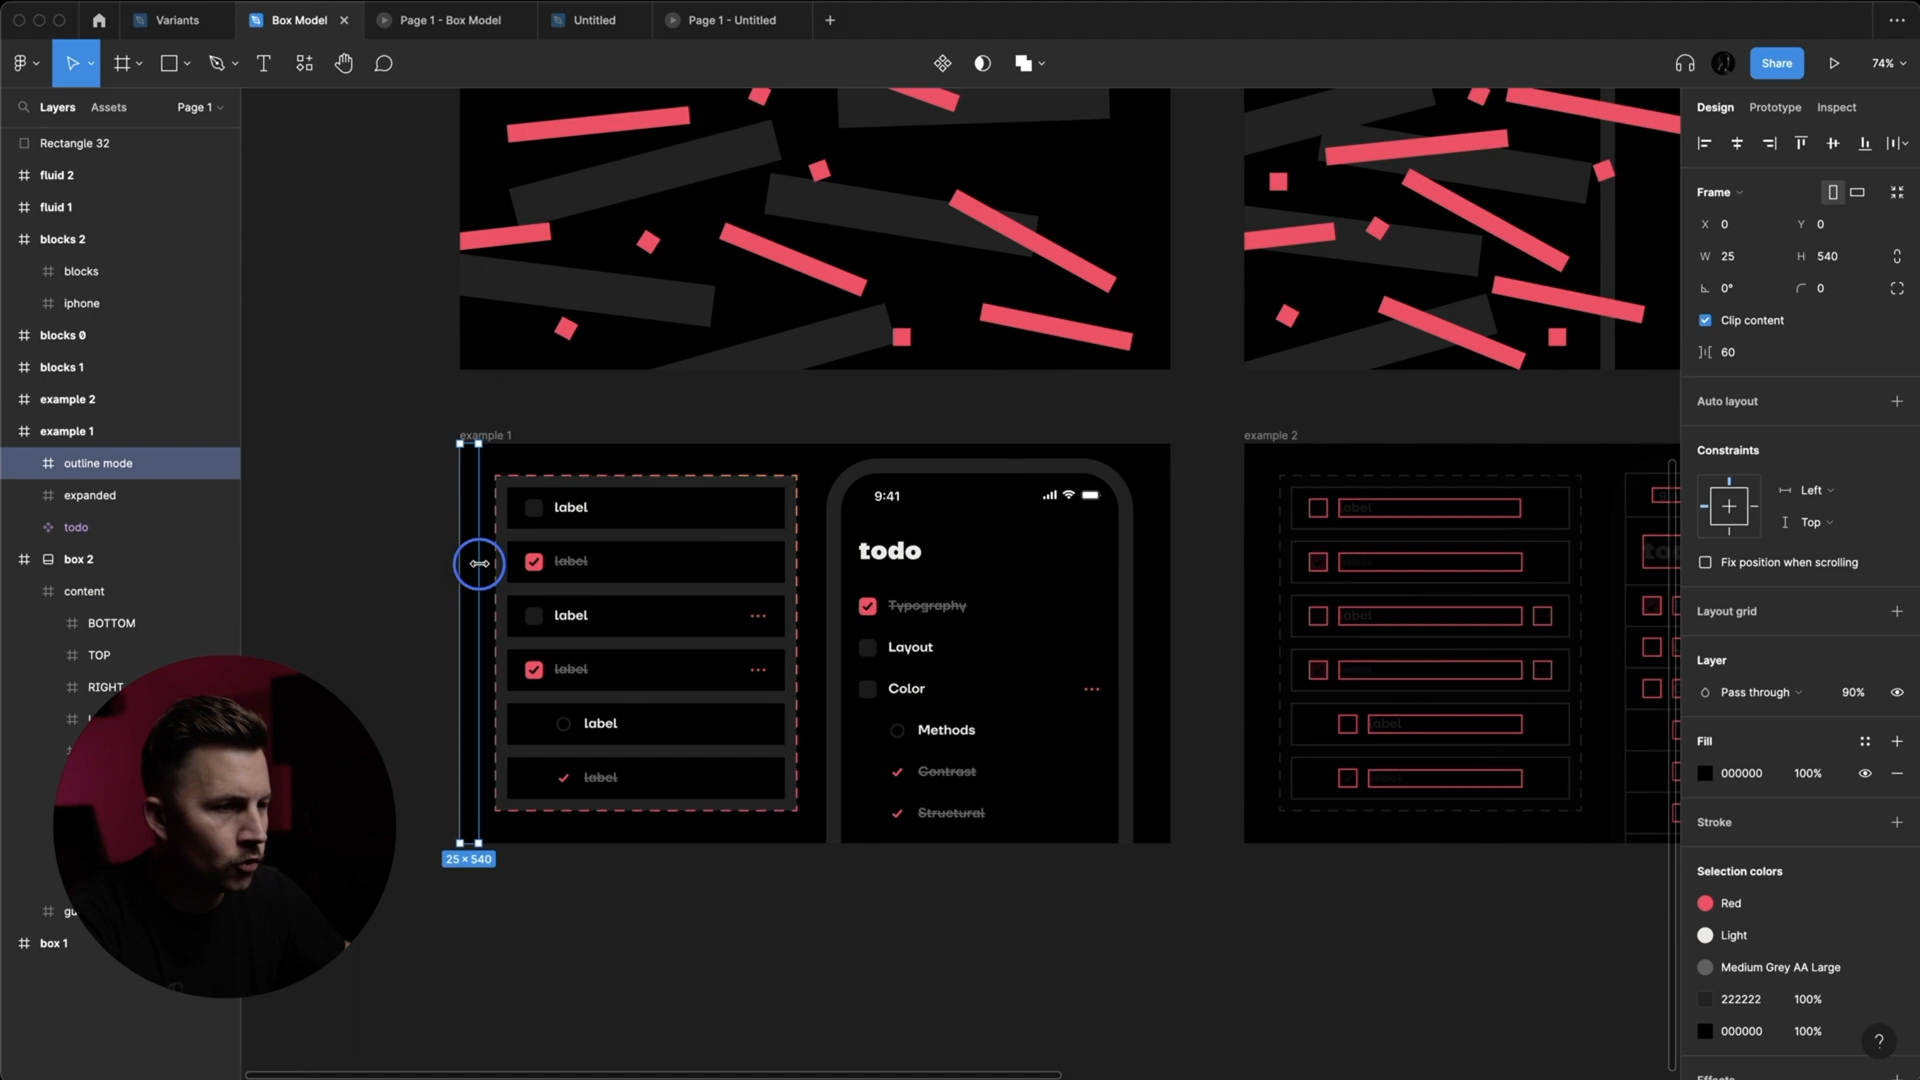 Variants
Box Model
Page 1 - Box Model
Untitled
Page 1 - Untitled
Share
74%
Layers
Assets
Page 1
Rectangle 32
fluid 2
fluid 1
blocks 2
blocks
iphone
blocks 0
blocks 1
example 2
example 1
outline mode
expanded
todo
box 2
content
BOTTOM
TOP
RIGHT
box 1
example 1
label
label
label
label
label
label
25 × 540
9:41
todo
Typography
Layout
Color
Methods
Contrast
Structural
example 2
Design
Prototype
Inspect
Frame
X 0
Y 0
W 25
H 540
0°
0
Clip content
60
Auto layout
Constraints
Left
Top
Fix position when scrolling
Layout grid
Layer
Pass through
90%
Fill
000000
100%
Stroke
Selection colors
Red
Light
Medium Grey AA Large
222222
100%
000000
100%
?